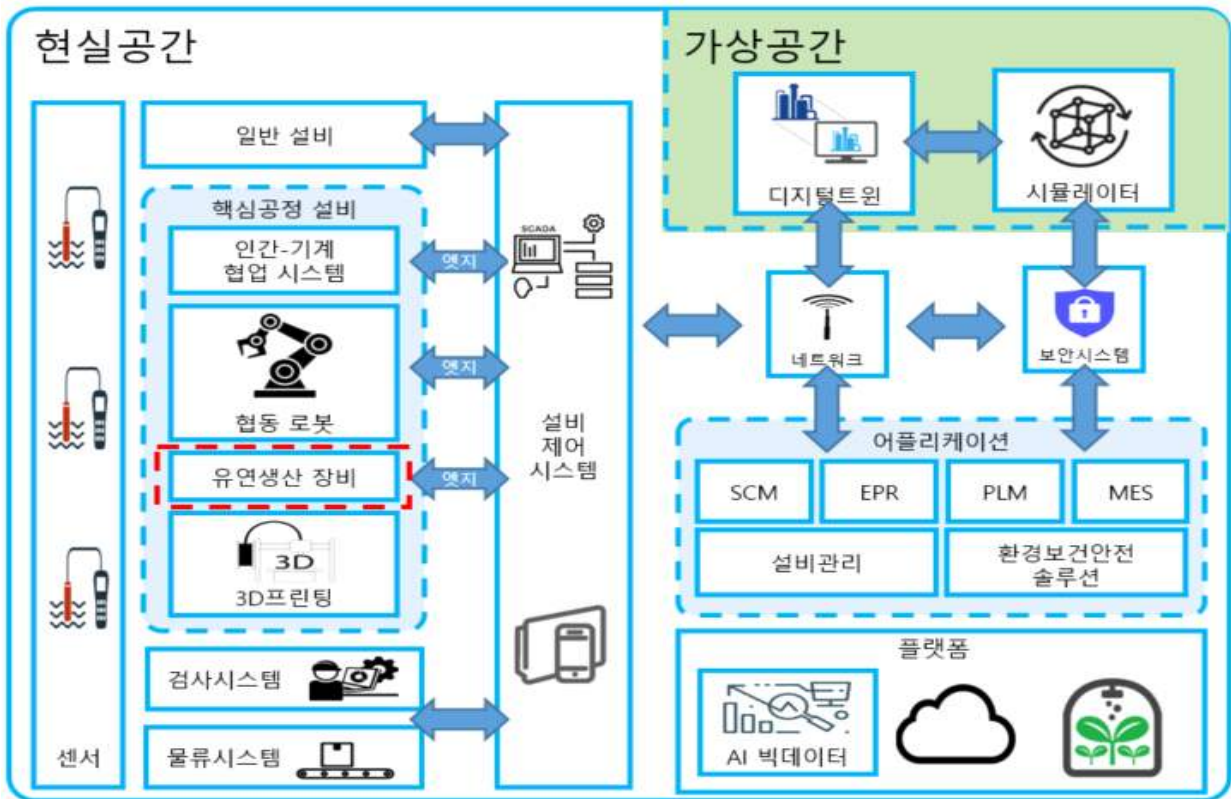 현실공간
가상공간
일반 설비
핵심공정 설비
인간-기계
협업 시스템
엣지
협동 로봇
엣지
유연생산 장비
엣지
3D
3D프린팅
검사시스템
물류시스템
센서
SCADA
설비
제어
시스템
디지털트윈
시뮬레이터
네트워크
보안시스템
어플리케이션
SCM
EPR
PLM
MES
설비관리
환경보건안전
솔루션
플랫폼
AI 빅데이터